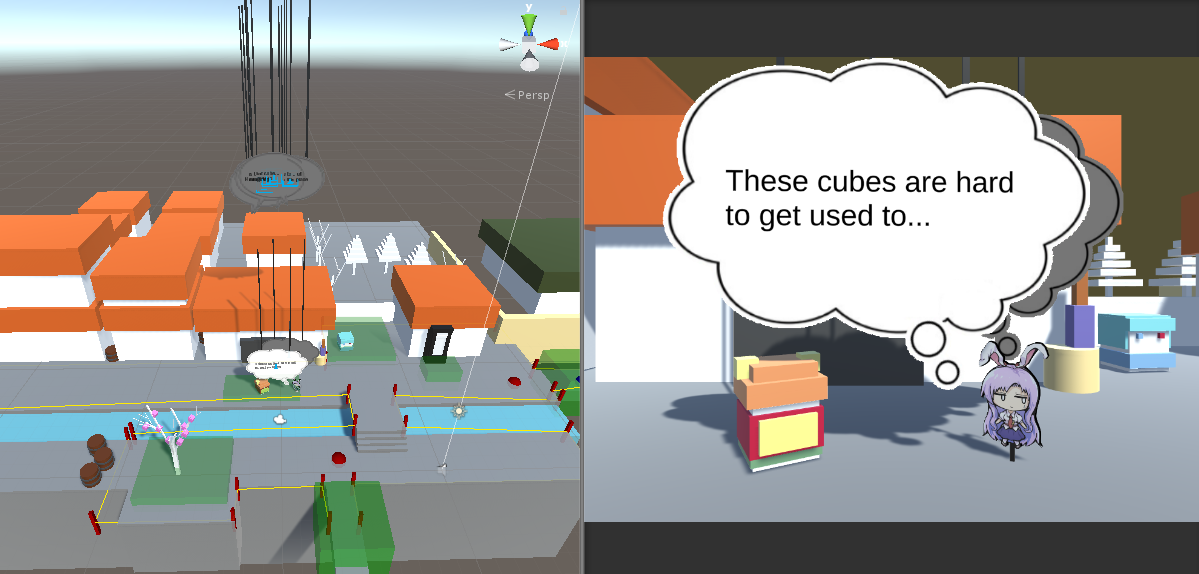 y
Persp
These cubes are hard
to get used to...